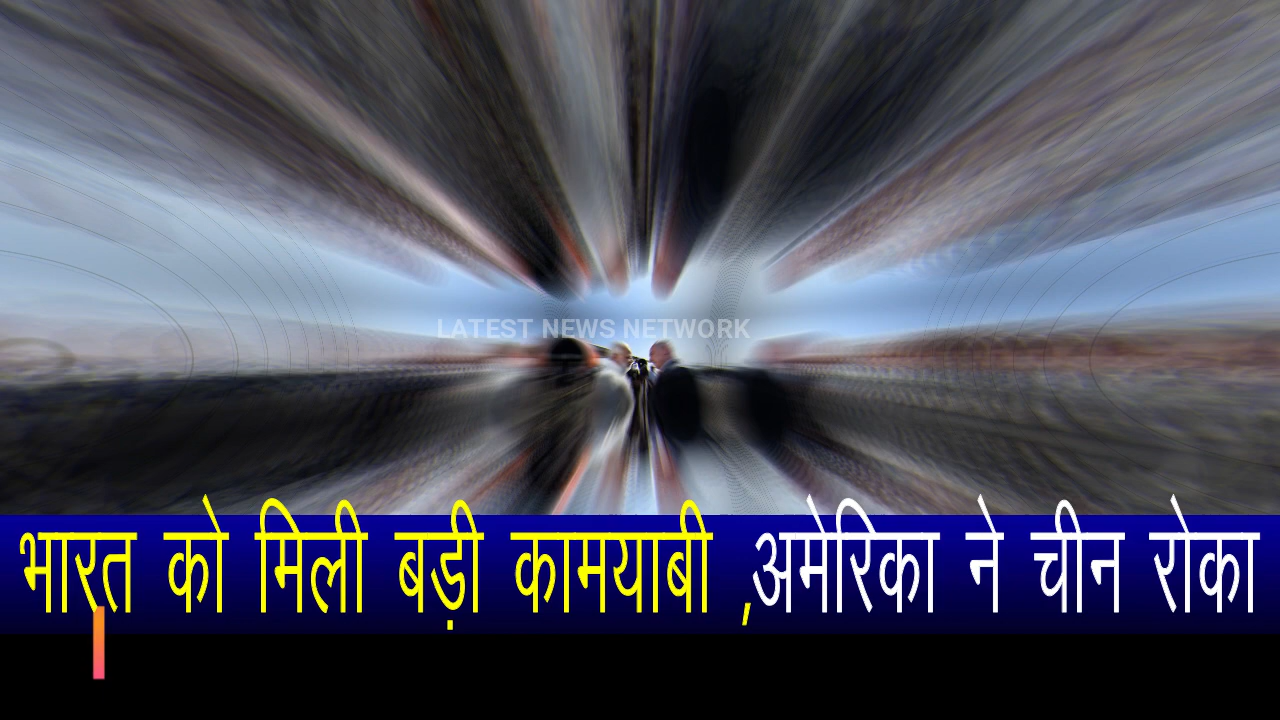 LATEST NEWS NETWORK
भारत को मिली बड़ी कामयाबी ,अमेरिका ने चीन रोका